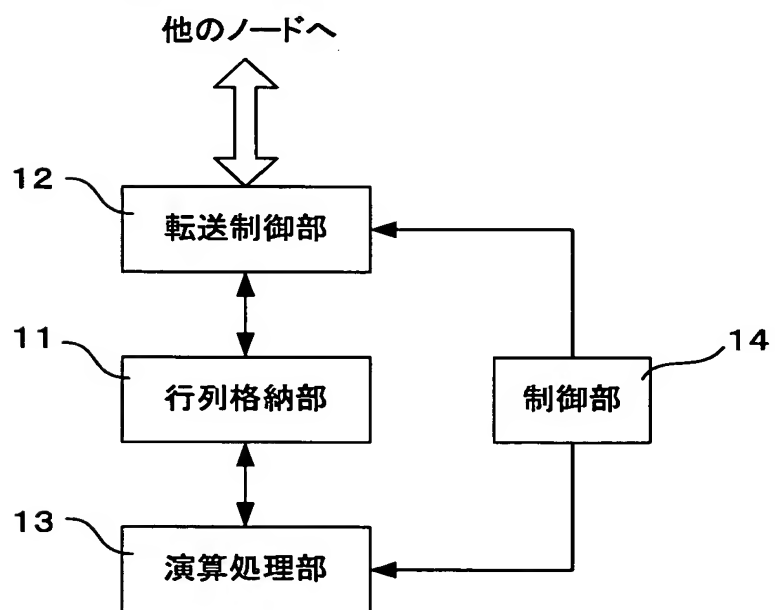 他のノードへ
12
転送制御部
11
行列格納部
14
制御部
13
演算処理部